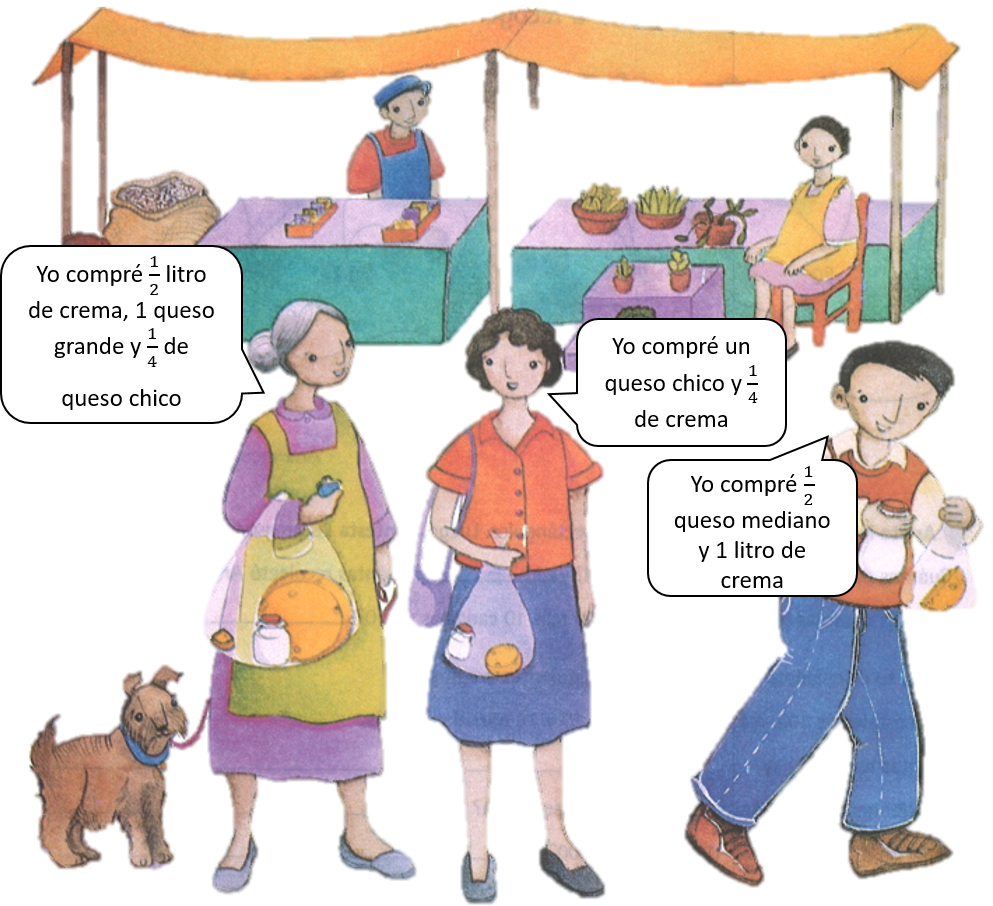 Yo compré 1/2 litro
de crema, 1 queso
grande y 1/4 de
queso chico
Yo compré un
queso chico y 1/4
de crema
Yo compré 1/2
queso mediano
y 1 litro de
crema